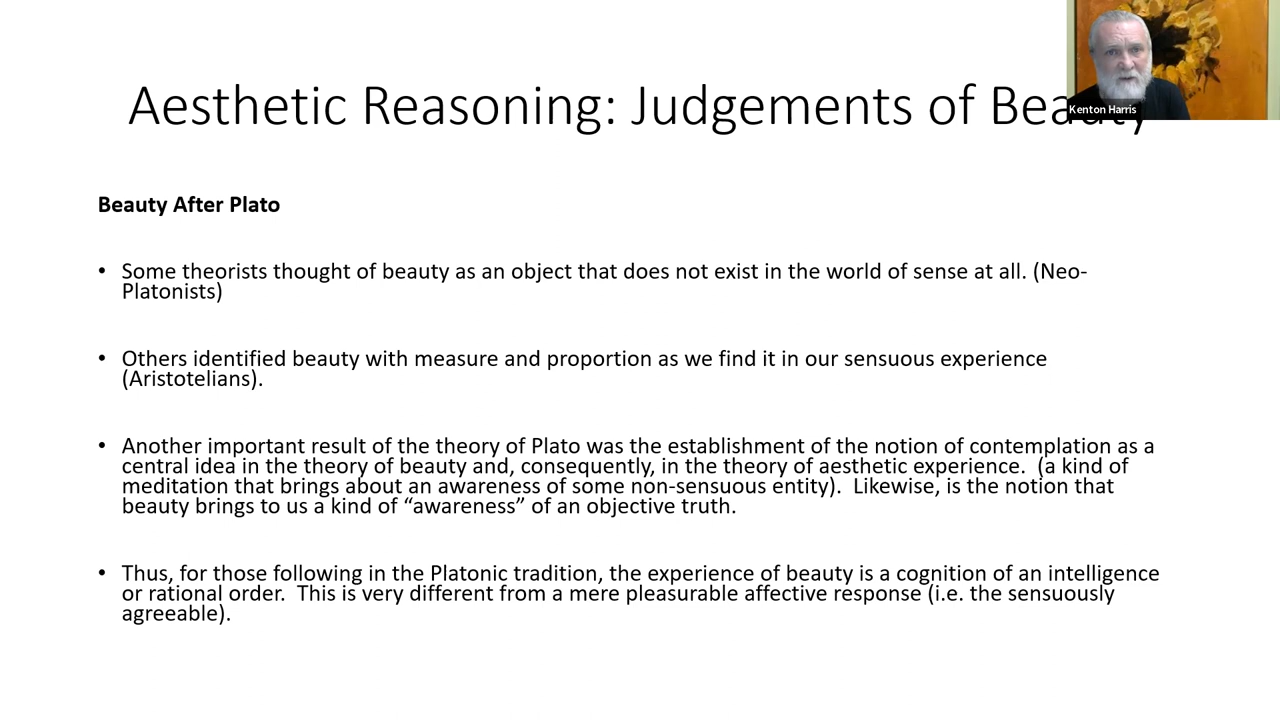 Aesthetic Reasoning: Judgements of Beauty
Kenton Harris
Beauty After Plato
• Some theorists thought of beauty as an object that does not exist in the world of sense at all. (Neo-
Platonists)
• Others identified beauty with measure and proportion as we find it in our sensuous experience
(Aristotelians).
• Another important result of the theory of Plato was the establishment of the notion of contemplation as a
central idea in the theory of beauty and, consequently, in the theory of aesthetic experience.  (a kind of
meditation that brings about an awareness of some non-sensuous entity).  Likewise, is the notion that
beauty brings to us a kind of “awareness” of an objective truth.
• Thus, for those following in the Platonic tradition, the experience of beauty is a cognition of an intelligence
or rational order.  This is very different from a mere pleasurable affective response (i.e. the sensuously
agreeable).